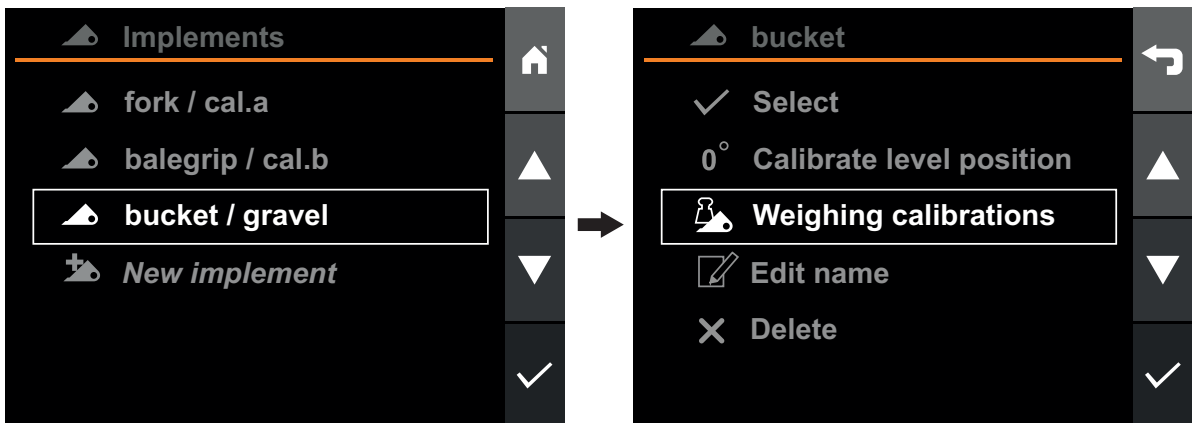 Implements
fork / cal.a
balegrip / cal.b
bucket / gravel
New implement
bucket
Select
0° Calibrate level position
Weighing calibrations
Edit name
Delete